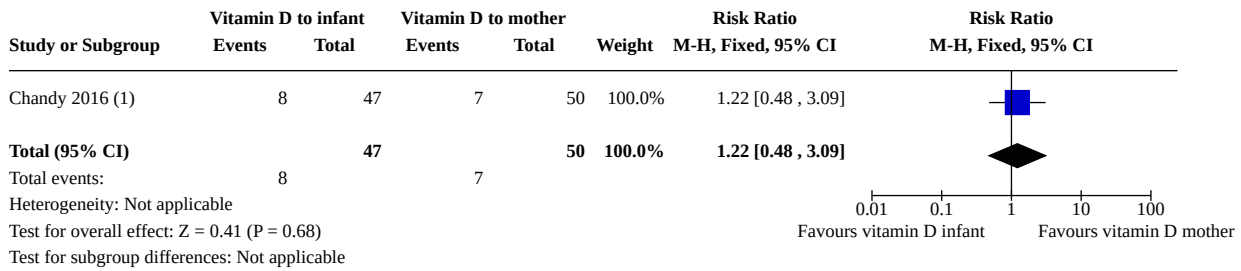 Vitamin D to infant Vitamin D to mother Risk Ratio Risk Ratio
Study or Subgroup Events Total Events Total Weight M-H, Fixed, 95% CI M-H, Fixed, 95% CI
Chandy 2016 (1) 8 47 7 50 100.0% 1.22 [0.48 , 3.09]
Total (95% CI) 47 50 100.0% 1.22 [0.48 , 3.09]
Total events: 8 7
Heterogeneity: Not applicable 0.01 0.1 1 10 100
Test for overall effect: Z = 0.41 (P = 0.68) Favours vitamin D infant Favours vitamin D mother
Test for subgroup differences: Not applicable